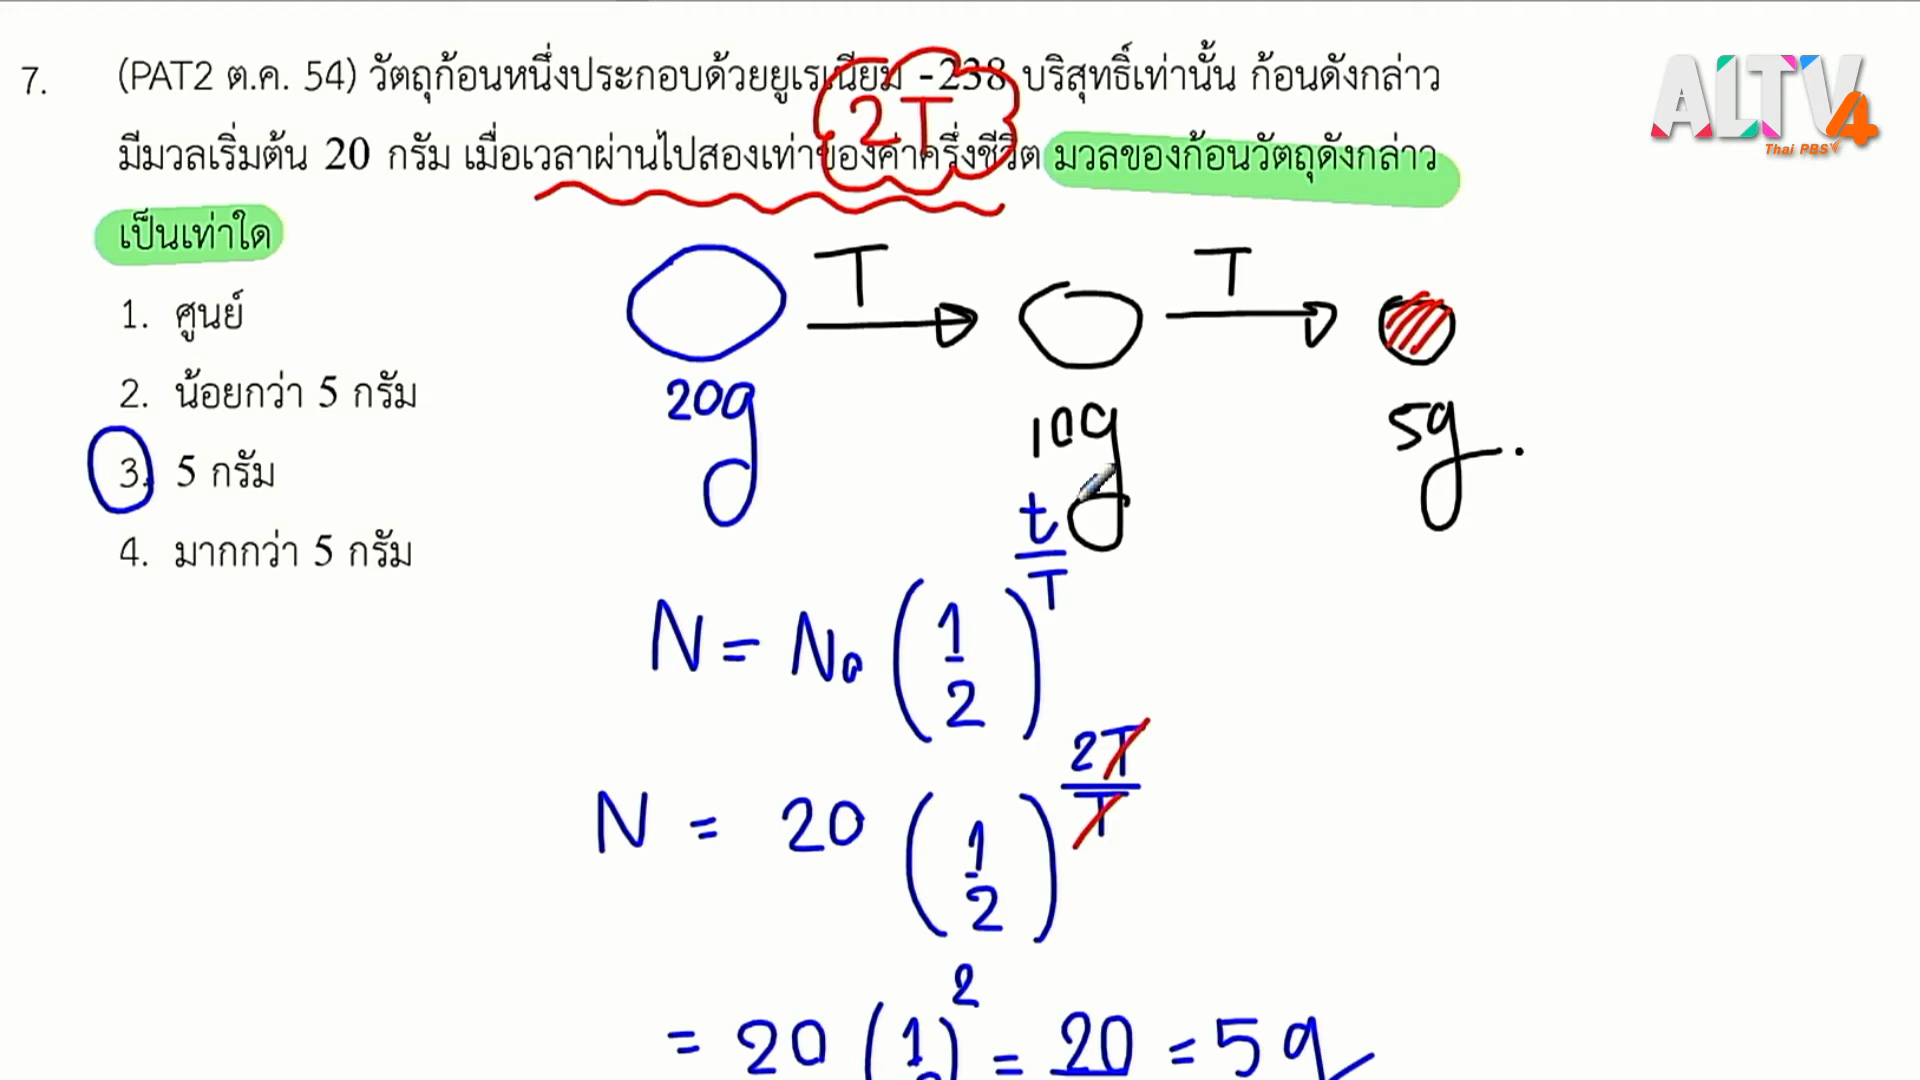 7. (PAT2 ต.ค. 54) วัตถุก้อนหนึ่งประกอบด้วยยูเรเนียม -238 บริสุทธิ์เท่านั้น ก้อนดังกล่าว
2T
มีมวลเริ่มต้น 20 กรัม เมื่อเวลาผ่านไปสองเท่าของค่าครึ่งชีวิต มวลของก้อนวัตถุดังกล่าว
เป็นเท่าใด
1. ศูนย์
2. น้อยกว่า 5 กรัม
3. 5 กรัม
4. มากกว่า 5 กรัม
T T
20g 10g 5g.
N = N₀ (1/2)^(t/T)
N = 20 (1/2)^(2T/T)
= 20 (1/2)^2 = 20 = 5g
ALTV4
Thai PBS